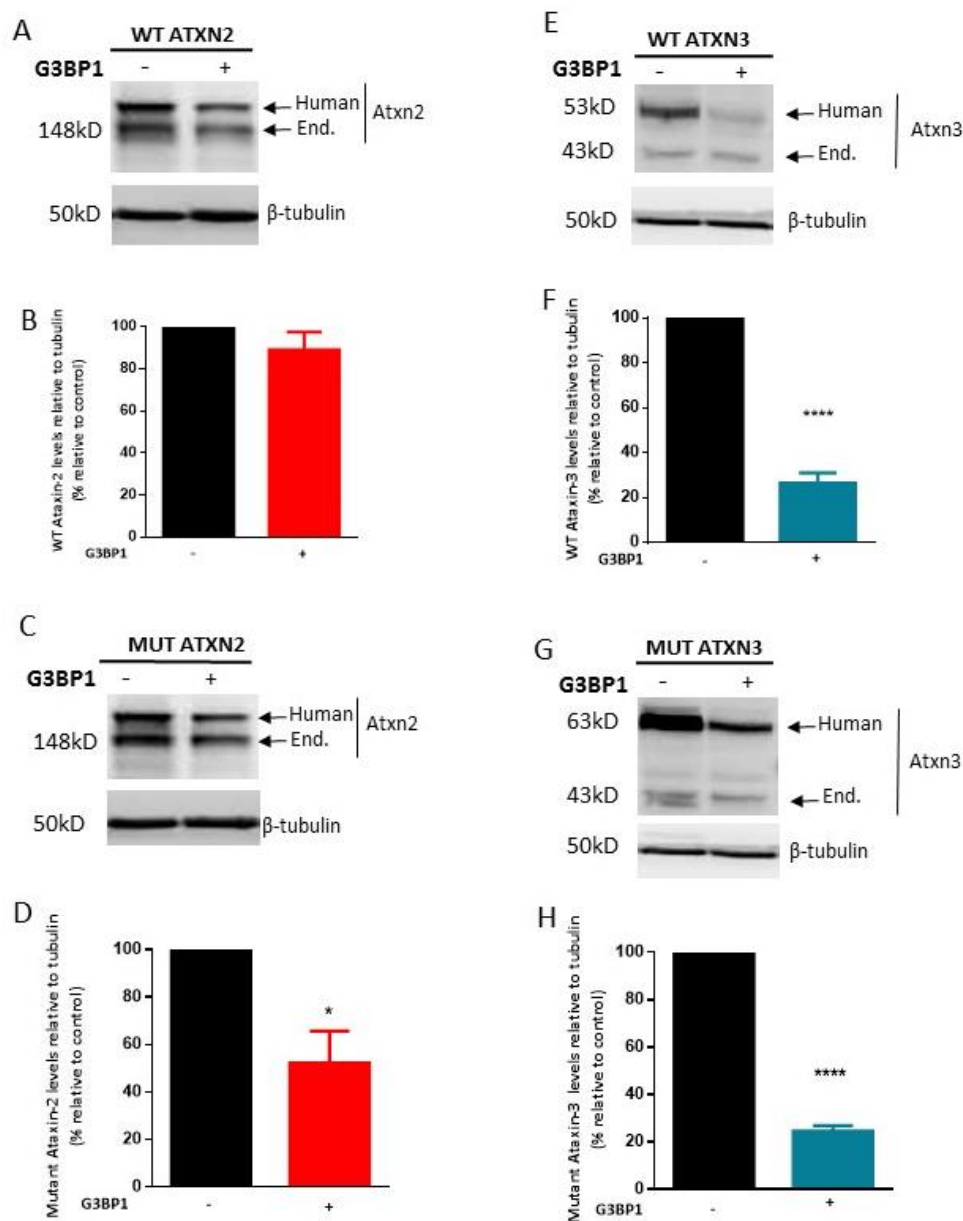 A
WT ATXN2
G3BP1 - +
Human
148kD End.
Atxn2
50kD β-tubulin
B
WT Ataxin-2 levels relative to tubulin
(% relative to control)
100
80
60
40
20
0
G3BP1 - +
C
MUT ATXN2
G3BP1 - +
Human
148kD End.
Atxn2
50kD β-tubulin
D
Mutant Ataxin-2 levels relative to tubulin
(% relative to control)
100
80
60
40
20
0
*
G3BP1 - +
E
WT ATXN3
G3BP1 - +
53kD Human
43kD End.
Atxn3
50kD β-tubulin
F
WT Ataxin-3 levels relative to tubulin
(% relative to control)
100
80
60
40
20
0
****
G3BP1 - +
G
MUT ATXN3
G3BP1 - +
63kD Human
43kD End.
Atxn3
50kD β-tubulin
H
Mutant Ataxin-3 levels relative to tubulin
(% relative to control)
100
80
60
40
20
0
****
G3BP1 - +